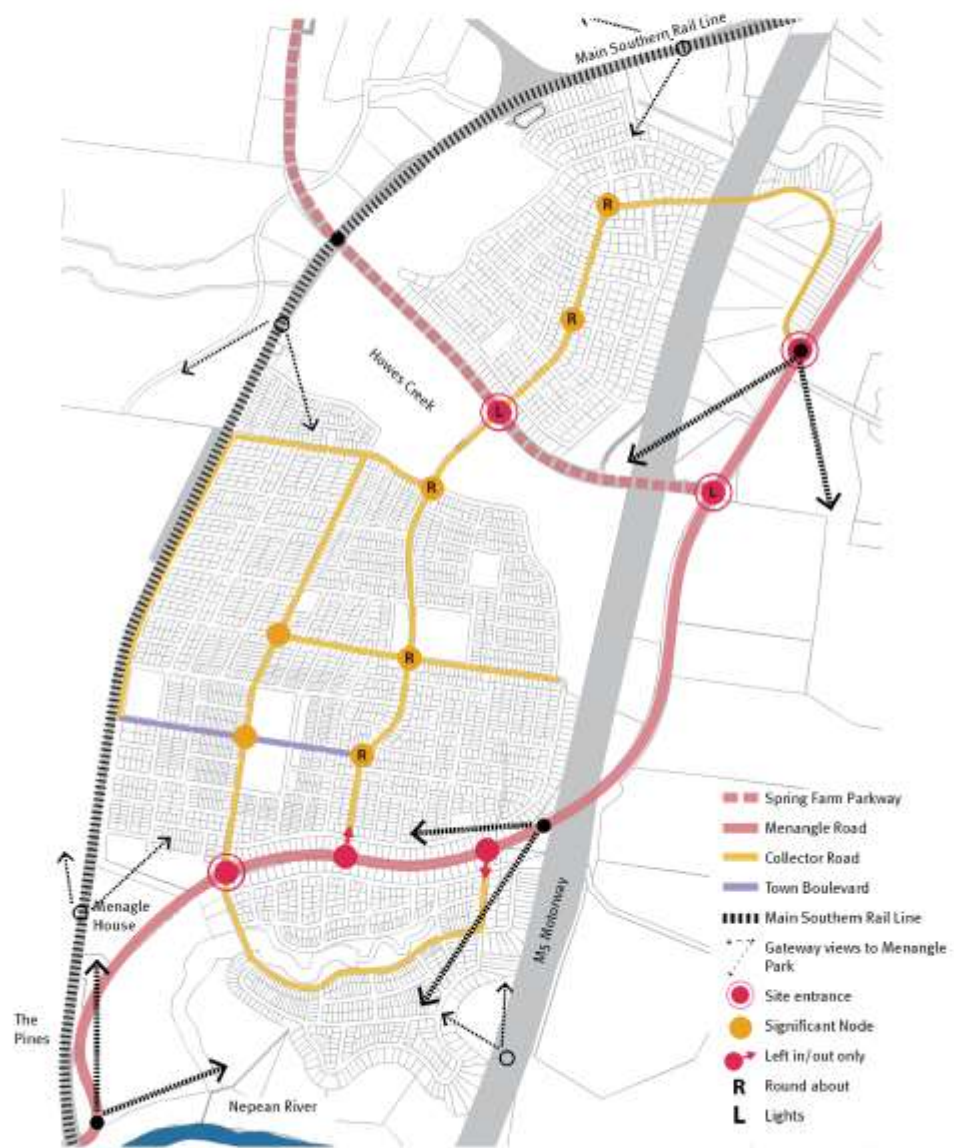 Main Southern Rail Line
R
R
Howes Creek
L
R
L
R
R
Spring Farm Parkway
Menangle Road
Collector Road
Town Boulevard
Main Southern Rail Line
Gateway views to Menangle
Park
Site entrance
Significant Node
Left in/out only
R Round about
L Lights
M5 Motorway
Menagle
House
The
Pines
Nepean River